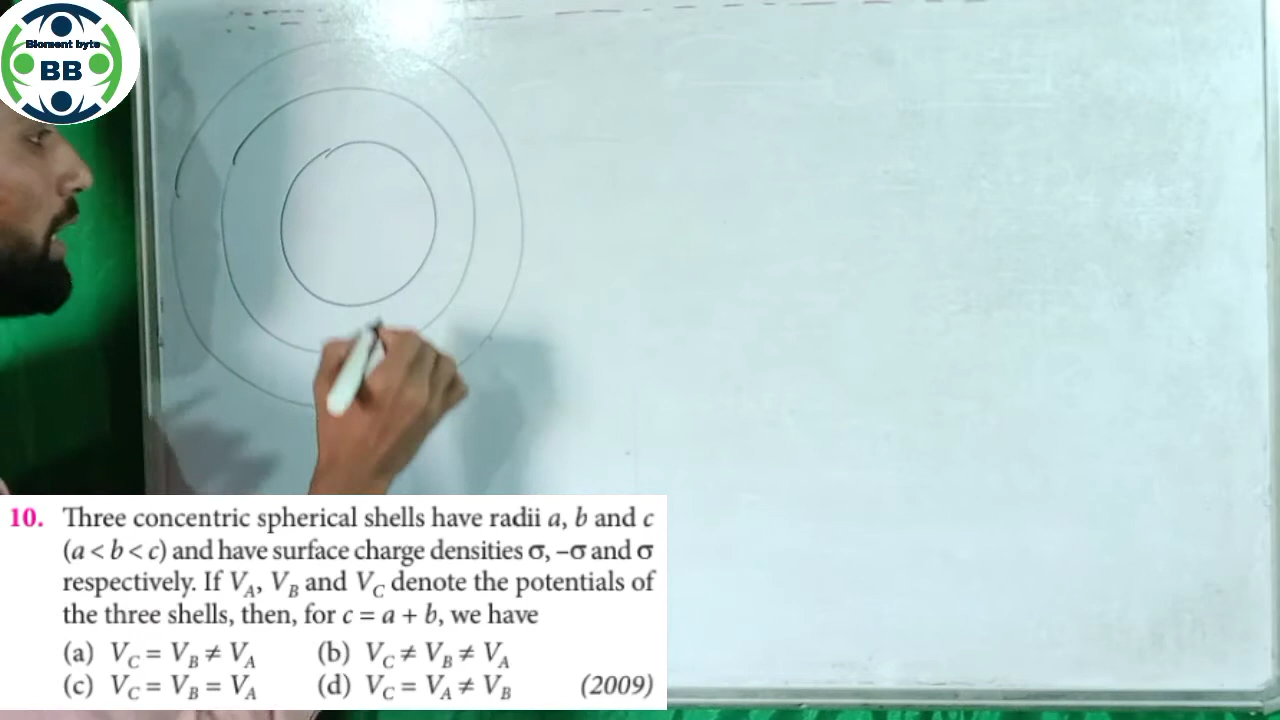 Bioment byte
BB
10. Three concentric spherical shells have radii a, b and c
(a < b < c) and have surface charge densities σ, –σ and σ
respectively. If V_A, V_B and V_C denote the potentials of
the three shells, then, for c = a + b, we have
(a) V_C = V_B ≠ V_A (b) V_C ≠ V_B ≠ V_A
(c) V_C = V_B = V_A (d) V_C = V_A ≠ V_B (2009)